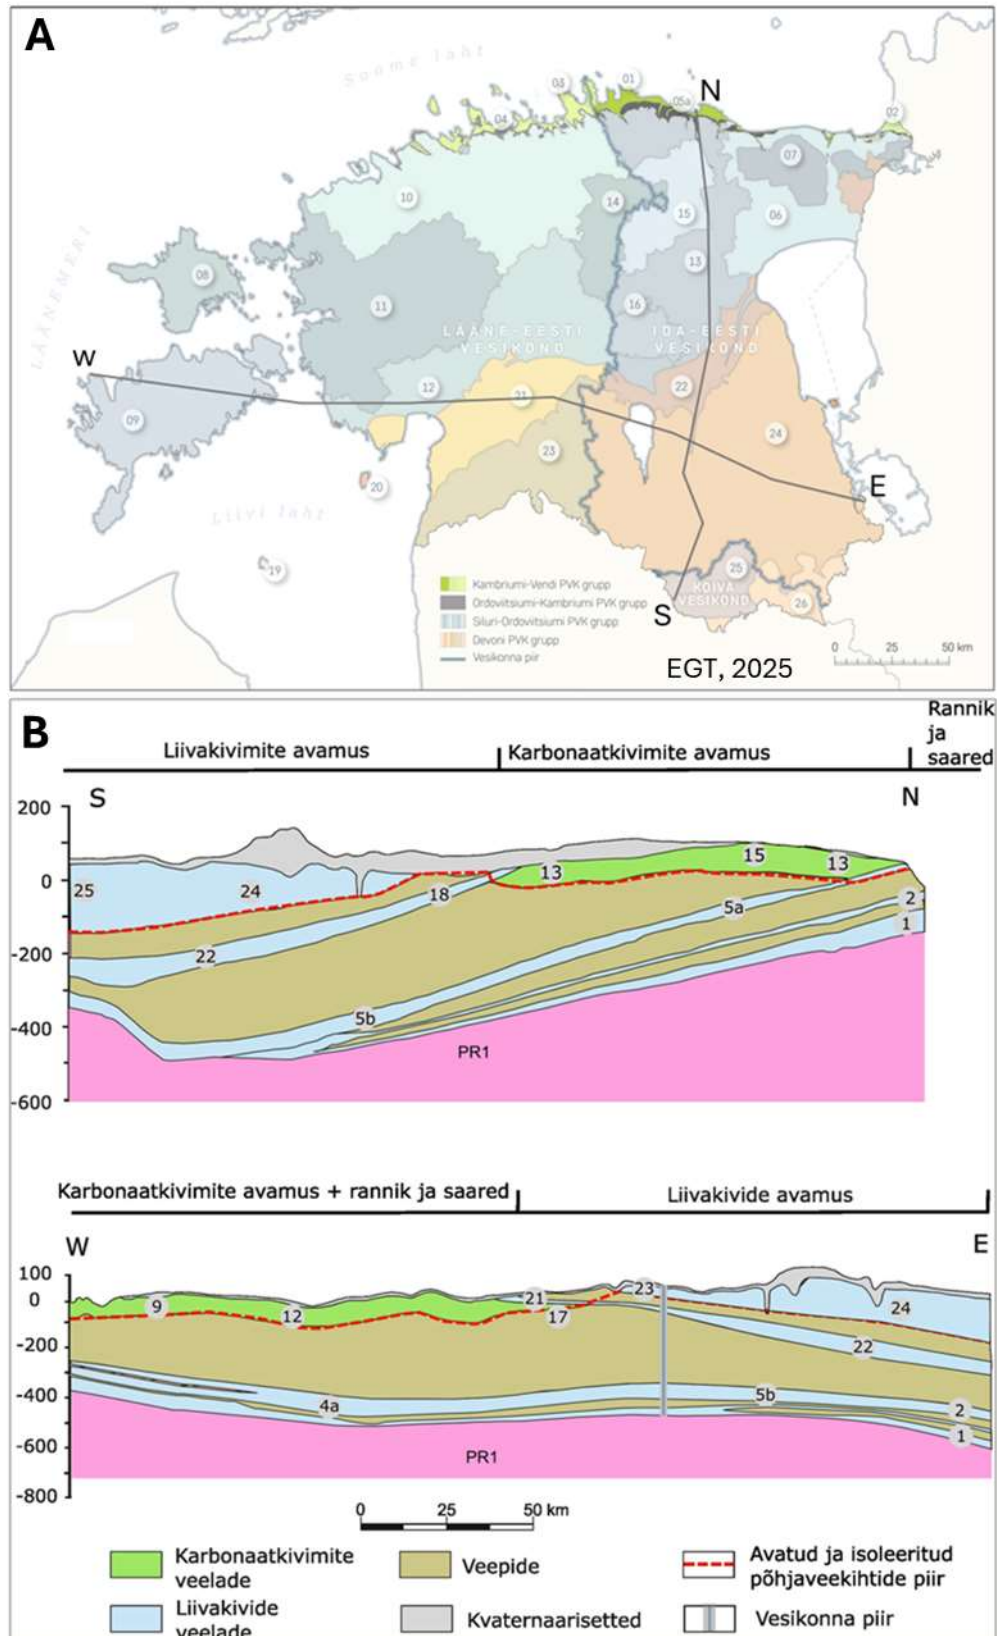 A
Soome laht
03
01
N
05a
04
02
07
10
14
15
06
LÄÄNEMERI
08
13
11
16
LÄÄNE-EESTI
VESIKOND
IDA-EESTI
VESIKOND
W
12
21
22
09
24
23
20
E
Liivi laht
19
25
KOIVA
VESIKOND
26
S
Kambriumi-Vendi PVK grupp
Ordoviitsiumi-Kambriumi PVK grupp
Siluri-Ordoviitsiumi PVK grupp
Devoni PVK grupp
Vesikonna piir
0 25 50 km
EGT, 2025
B
Liivakivimite avamus
Karbonaatkivimite avamus
Rannik
ja
saared
S
N
200
0
-200
-400
-600
25
24
18
13
15
13
22
5a
2
1
5b
PR1
Karbonaatkivimite avamus + rannik ja saared
Liivakivide avamus
W
E
100
0
-200
-400
-600
-800
9
12
21
17
23
24
22
4a
5b
2
1
PR1
0 25 50 km
Karbonaatkivimite
veelade
Veepide
Avatud ja isoleeritud
põhjaveekihtide piir
Liivakivide
veelade
Kvaternaarisetted
Vesikonna piir